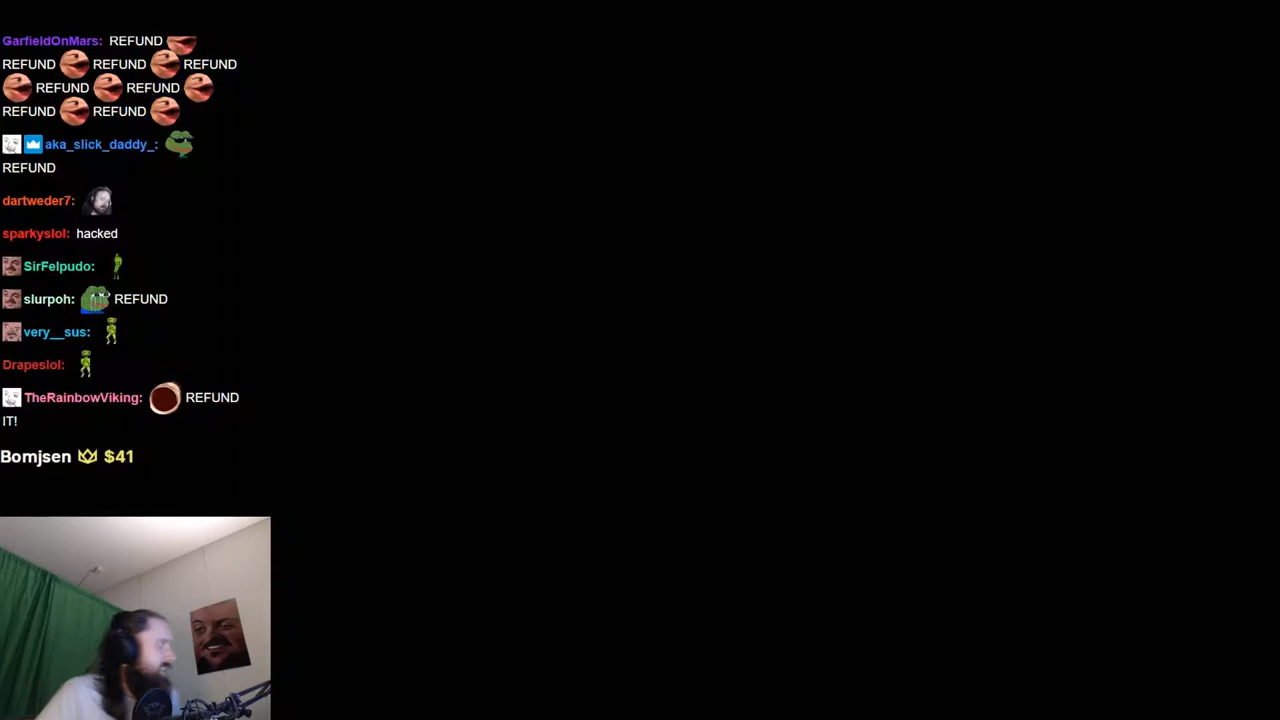 GarfieldOnMars: REFUND
REFUND REFUND REFUND
REFUND REFUND
REFUND REFUND
aka_slick_daddy_:
REFUND
dartweder7:
sparkyslol: hacked
SirFelpudo:
slurpoh: REFUND
very__sus:
Drapeslol:
TheRainbowViking: REFUND
IT!
Bomjsen $41